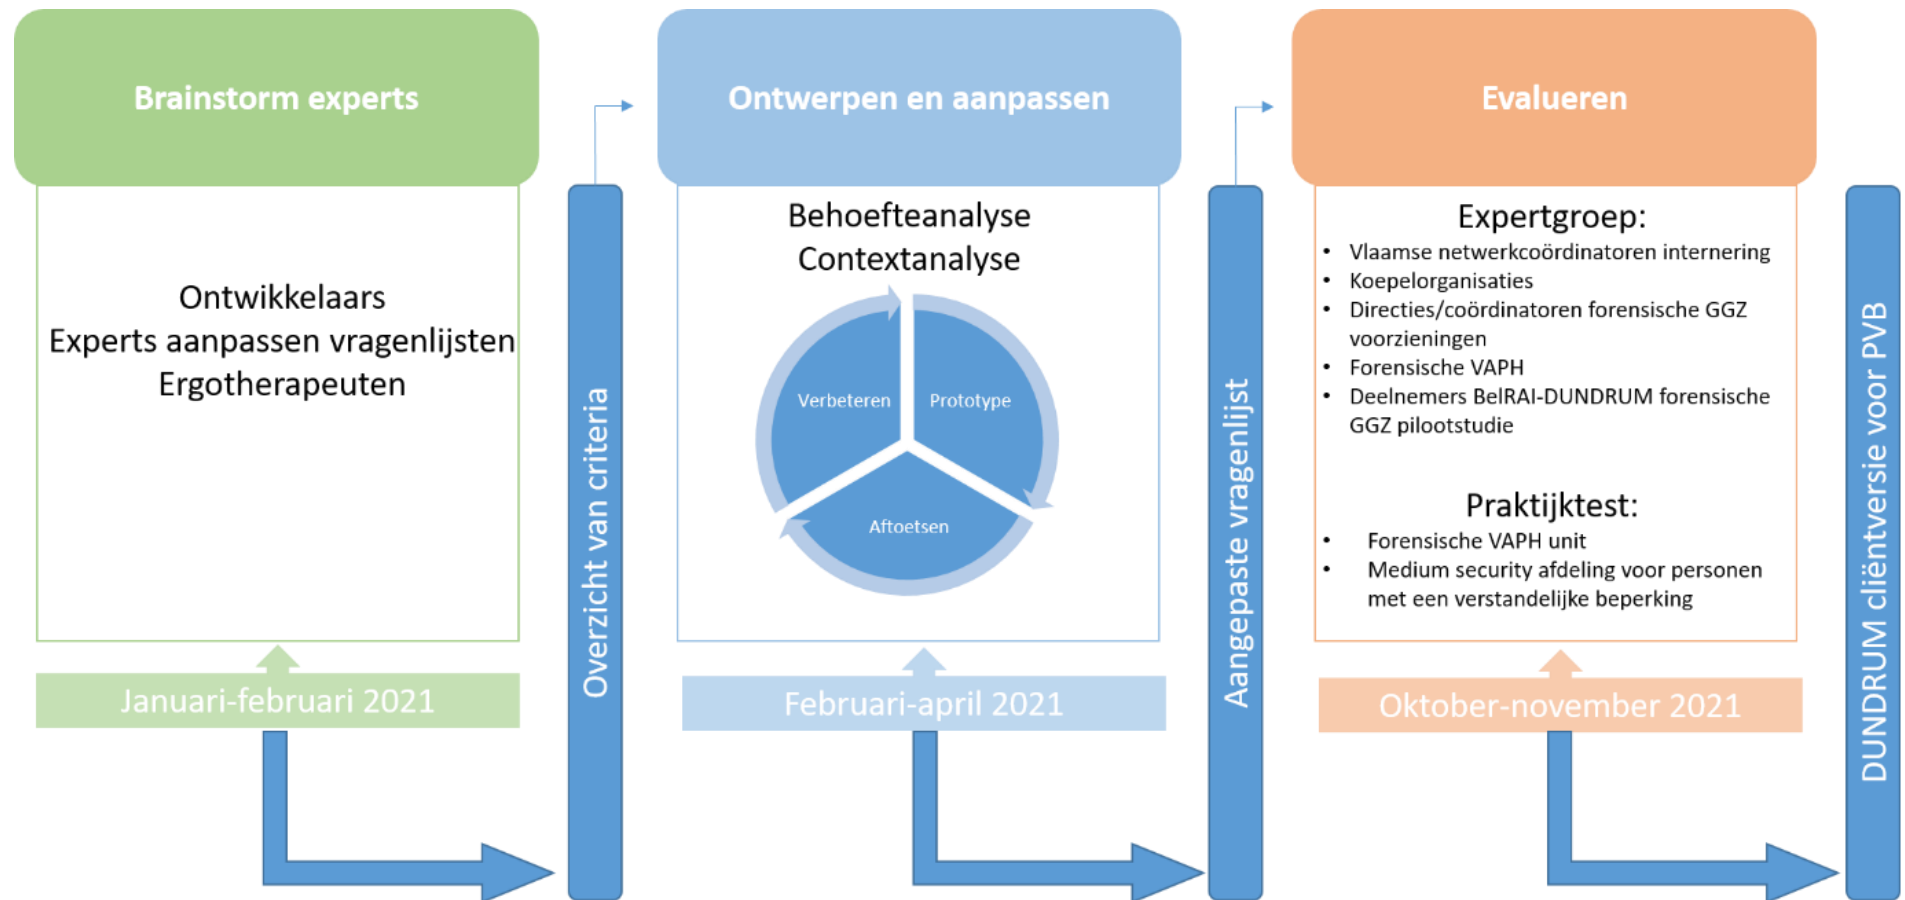 Brainstorm experts
Ontwikkelaars
Experts aanpassen vragenlijsten
Ergotherapeuten
Januari-februari 2021
Overzicht van criteria
Ontwerpen en aanpassen
Behoefteanalyse
Contextanalyse
Verbeteren
Prototype
Aftoetsen
Februari-april 2021
Aangepaste vragenlijst
Evalueren
Expertgroep:
• Vlaamse netwerkcoördinatoren internering
• Koepelorganisaties
• Directies/coördinatoren forensische GGZ
voorzieningen
• Forensische VAPH
• Deelnemers BelRAI-DUNDRUM forensische
GGZ pilootstudie
Praktijktest:
• Forensische VAPH unit
• Medium security afdeling voor personen
met een verstandelijke beperking
Oktober-november 2021
DUNDRUM cliëntversie voor PVB